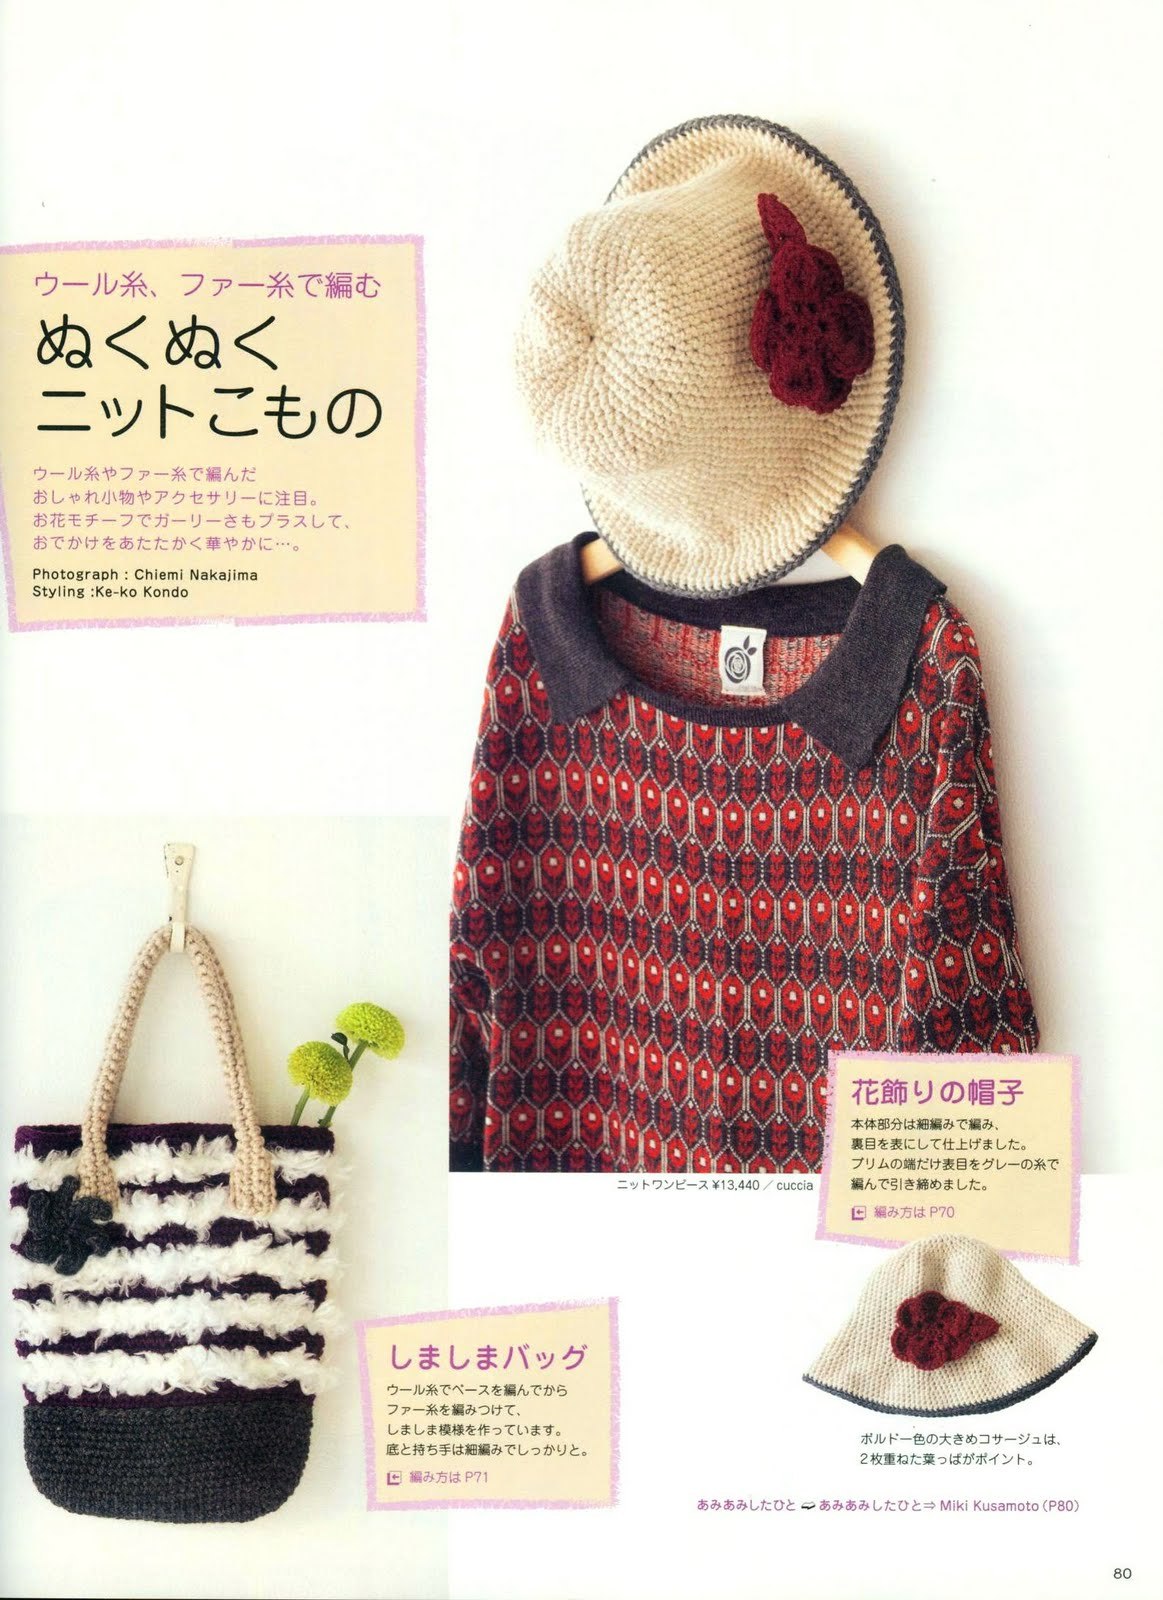 ウール糸、ファー糸で編む
ぬくぬく
ニットこもの
ウール糸やファー糸で編んだ
おしゃれ小物やアクセサリーに注目。
お花モチーフでガーリーさもプラスして、
おでかけをあたたかく華やかに…。
Photograph : Chiemi Nakajima
Styling :Ke-ko Kondo
花飾りの帽子
本体部分は細編みで編み、
裏目を表にして仕上げました。
ブリムの端だけ表目をグレーの糸で
編んで引き締めました。
編み方は P70
ニットワンピース ¥13,440 / cuccia
しましまバッグ
ウール糸でベースを編んでから
ファー糸を編みつけて、
しましま模様を作っています。
底と持ち手は細編みでしっかりと。
編み方は P71
ボルドー色の大きめコサージュは、
2枚重ねた葉っぱがポイント。
あみあみしたひと あみあみしたひと⇒ Miki Kusamoto (P80)
80